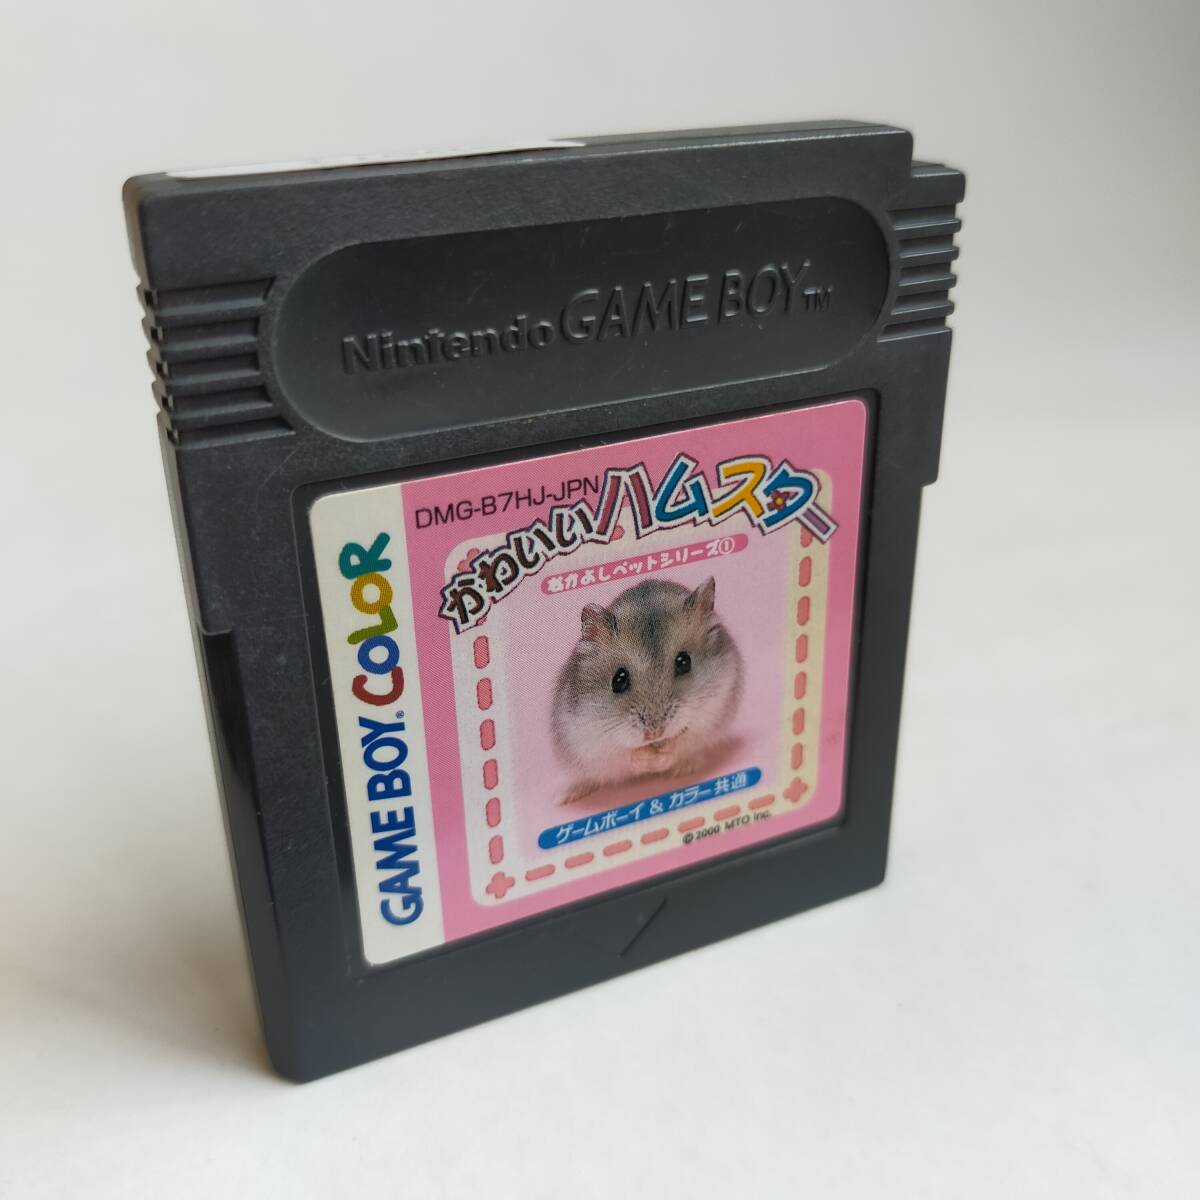 Nintendo GAME BOY TM
DMG-B7HJ-JPN
かわいいハムスター
なかよしペットシリーズ①
GAME BOY® COLOR
ゲームボーイ & カラー共通
© 2000 MTO Inc.